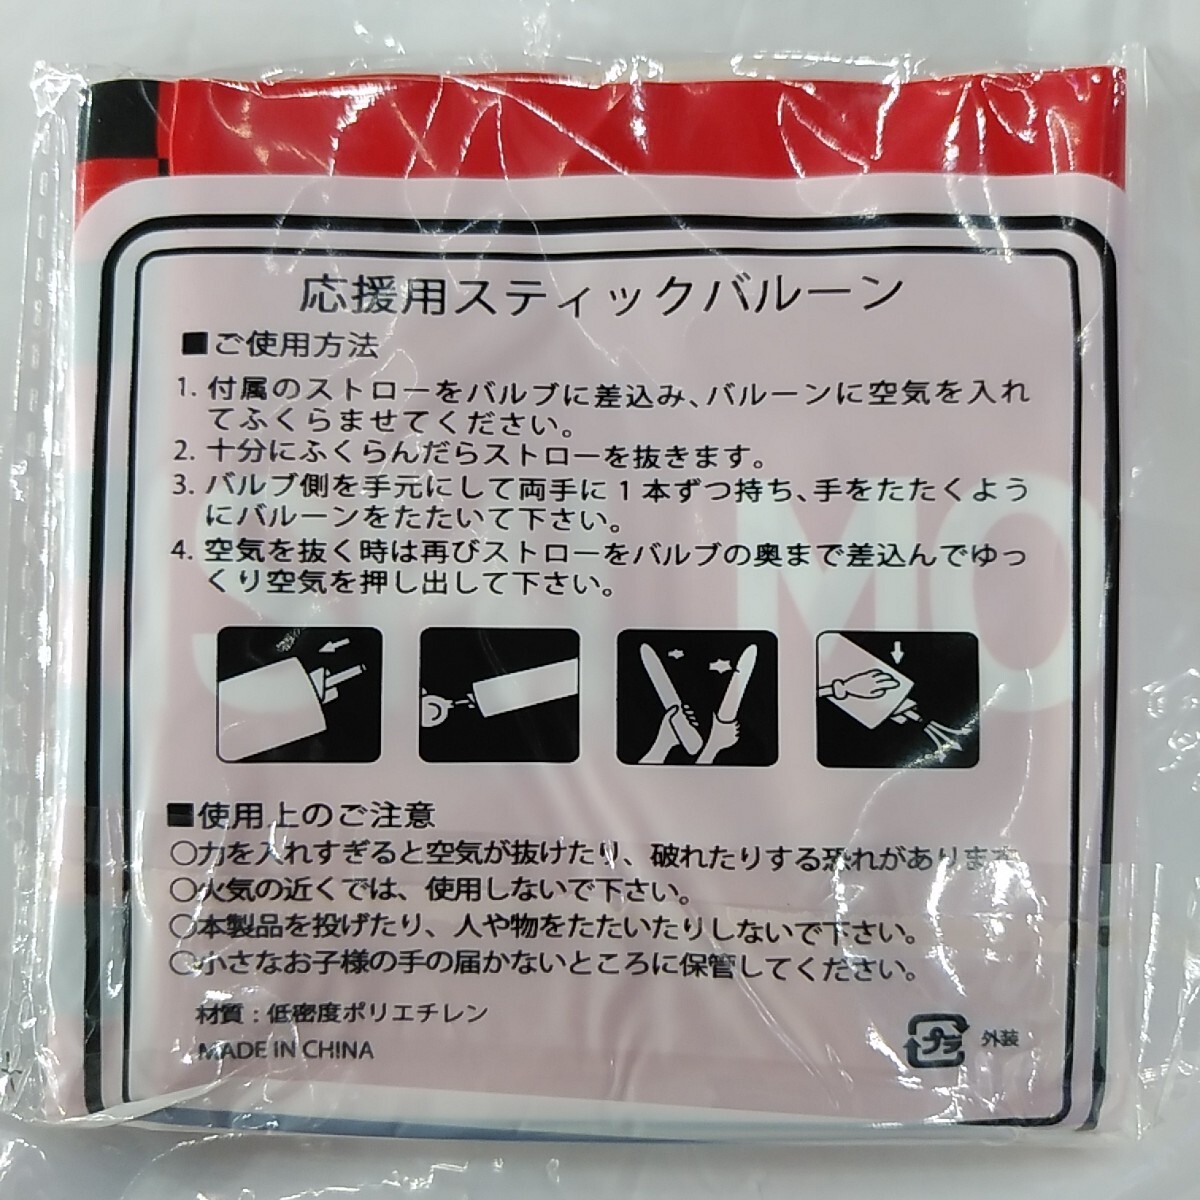 応援用スティックバルーン
■ご使用方法
1. 付属のストローをバルブに差込み、バルーンに空気を入れ
てふくらませてください。
2. 十分にふくらんだらストローを抜きます。
3. バルブ側を手元にして両手に1本ずつ持ち、手をたたくよう
にバルーンをたたいて下さい。
4. 空気を抜く時は再びストローをバルブの奥まで差込んでゆっ
くり空気を押し出して下さい。
■使用上のご注意
○力を入れすぎると空気が抜けたり、破れたりする恐れがあります
○火気の近くでは、使用しないで下さい。
○本製品を投げたり、人や物をたたいたりしないで下さい。
○小さなお子様の手の届かないところに保管してください。
材質：低密度ポリエチレン
MADE IN CHINA
プラ 外装